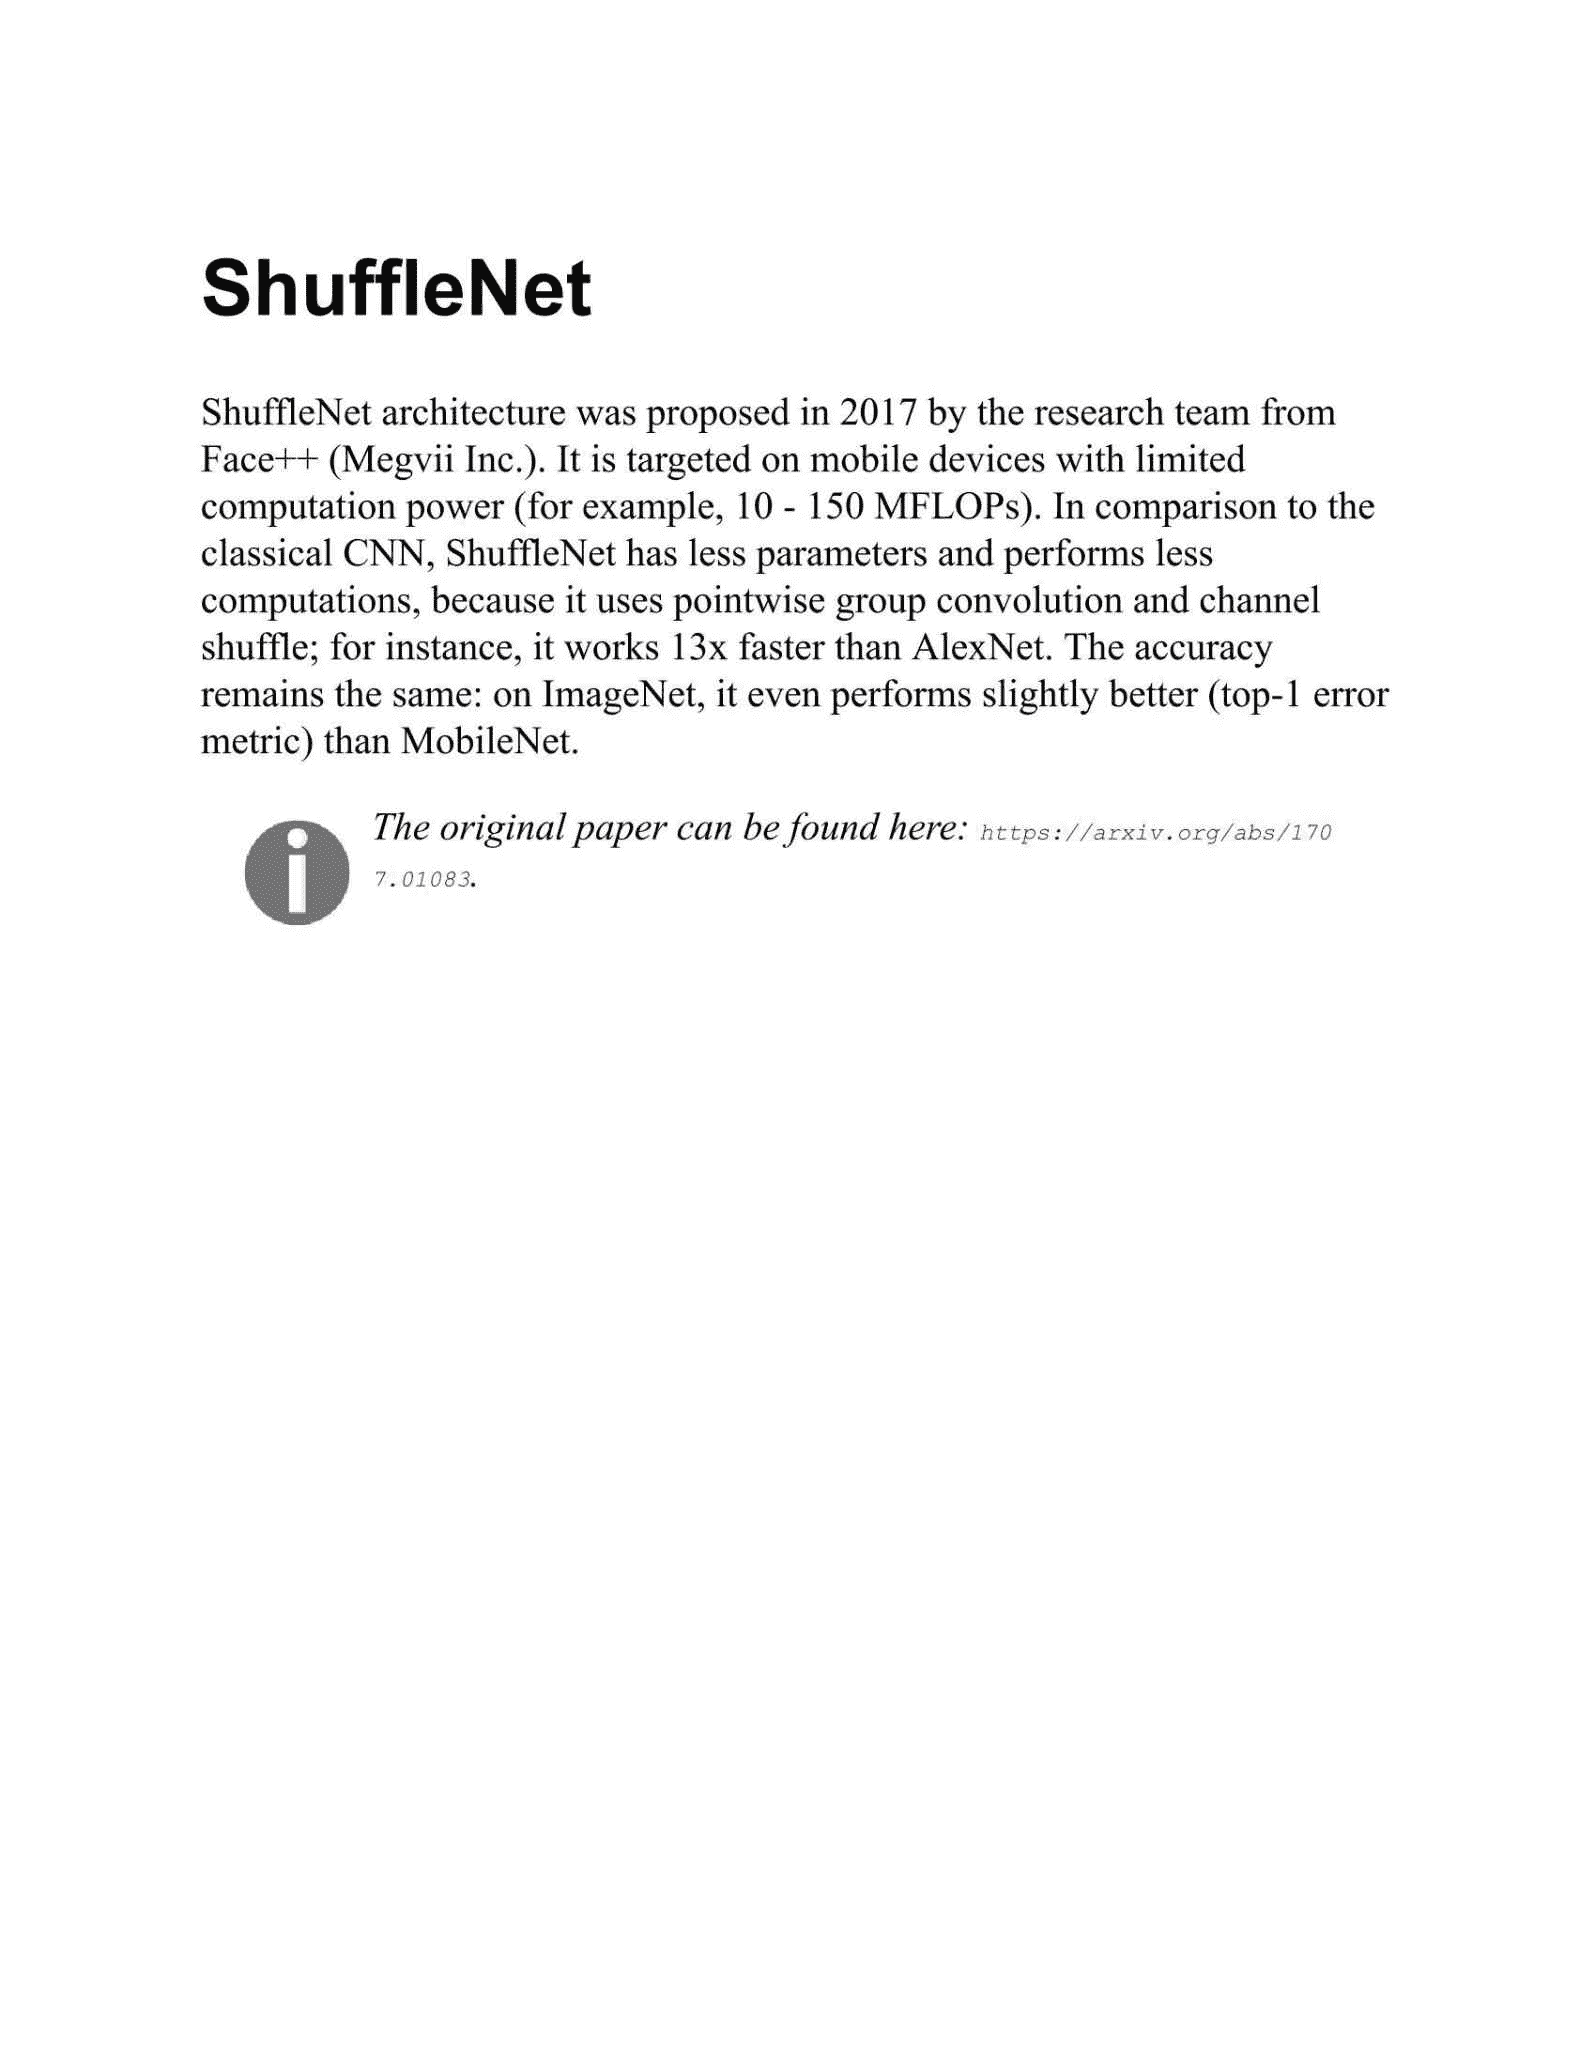 ShuffleNet
ShuffleNet architecture was proposed in 2017 by the research team from
Face++ (Megvii Inc.). It is targeted on mobile devices with limited
computation power (for example, 10 - 150 MFLOPs). In comparison to the
classical CNN, ShuffleNet has less parameters and performs less
computations, because it uses pointwise group convolution and channel
shuffle; for instance, it works 13x faster than AlexNet. The accuracy
remains the same: on ImageNet, it even performs slightly better (top-1 error
metric) than MobileNet.
The original paper can be found here: https://arxiv.org/abs/170
7.01083.